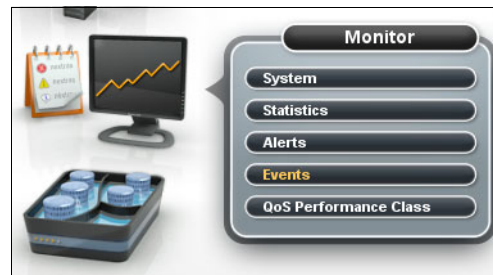 Monitor
System
Statistics
Alerts
Events
QoS Performance Class